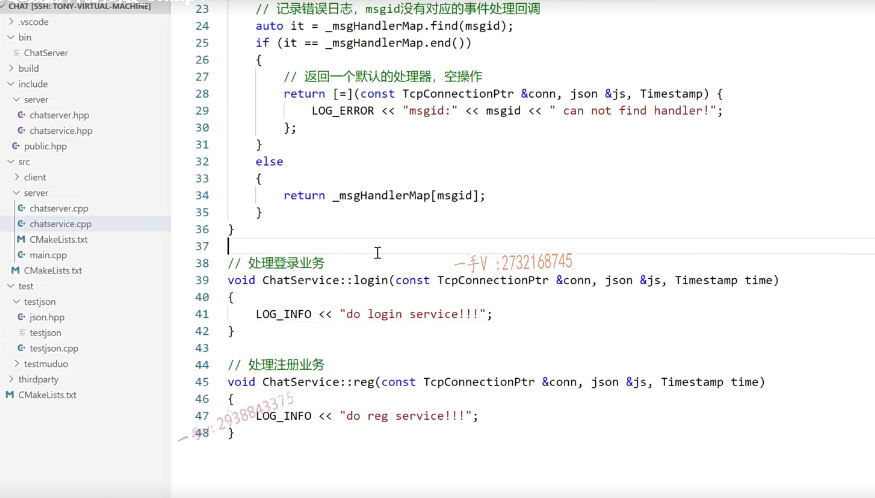 CHAT [SSH: TONY-VIRTUAL-MACHINE]
.vscode
bin
ChatServer
build
include
server
chatserver.hpp
chatservice.hpp
public.hpp
src
client
server
chatserver.cpp
chatservice.cpp
CMakeLists.txt
main.cpp
CMakeLists.txt
test
testjson
json.hpp
testjson
testjson.cpp
testmuduo
thirdparty
CMakeLists.txt
23 // 记录错误日志，msgid没有对应的事件处理回调
24 auto it = _msgHandlerMap.find(msgid);
25 if (it == _msgHandlerMap.end())
26 {
27 // 返回一个默认的处理器，空操作
28 return [=](const TcpConnectionPtr &conn, json &js, Timestamp) {
29 LOG_ERROR << "msgid:" << msgid << " can not find handler!";
30 };
31 }
32 else
33 {
34 return _msgHandlerMap[msgid];
35 }
36 }
37
38 // 处理登录业务
39 void ChatService::login(const TcpConnectionPtr &conn, json &js, Timestamp time)
40 {
41 LOG_INFO << "do login service!!!";
42 }
43
44 // 处理注册业务
45 void ChatService::reg(const TcpConnectionPtr &conn, json &js, Timestamp time)
46 {
47 LOG_INFO << "do reg service!!!";
48 }
一手V :2732168745
一手V: 2938843375